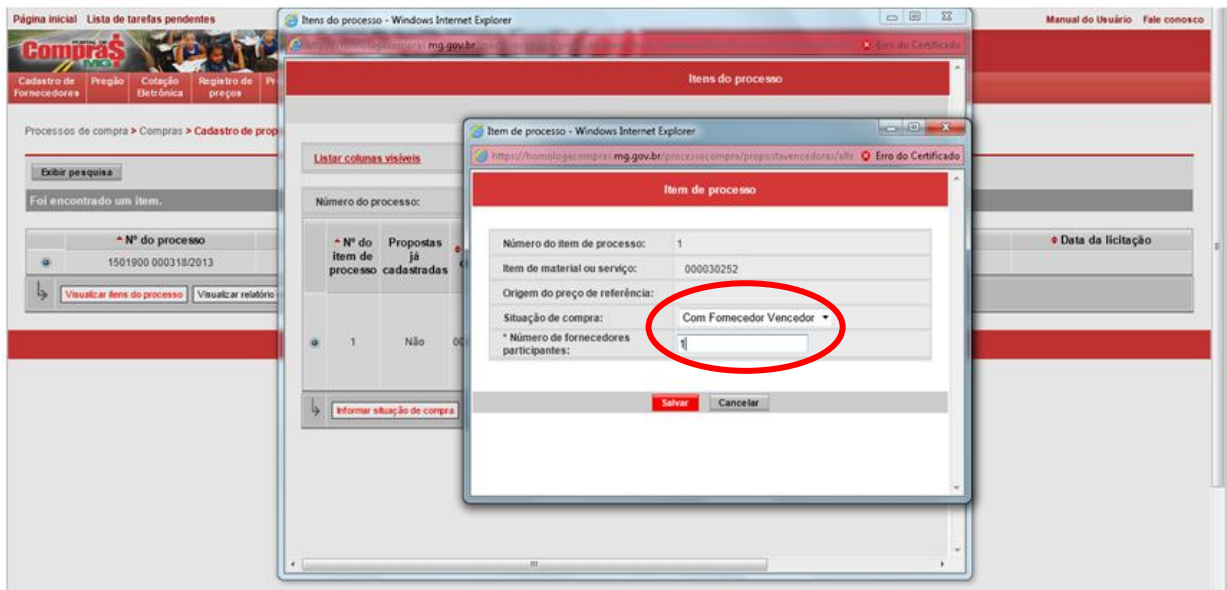 Página inicial Lista de tarefas pendentes
Manual do Usuário Fale conosco
PORTAL DE
Compra$
MG
Cadastro de Fornecedores
Pregão
Cotação Eletrônica
Registro de preços
Processos de compra > Compras > Cadastro de prop
Exibir pesquisa
Foi encontrado um item.
Nº do processo
Data da licitação
1501900 000318/2013
Visualizar itens do processo Visualizar relatório
Itens do processo - Windows Internet Explorer
mg.gov.br
Erro do Certificado
Itens do processo
Listar colunas visíveis
Número do processo:
Nº do item de processo
Propostas já cadastradas
1 Não
Informar situação de compra
Item de processo - Windows Internet Explorer
https://homologacompras.mg.gov.br/processocompra/propostavencedoras/alte Erro do Certificado
Item de processo
Número do item de processo: 1
Item de material ou serviço: 000030252
Origem do preço de referência:
Situação de compra: Com Fornecedor Vencedor
* Número de fornecedores
participantes: 1
Salvar Cancelar